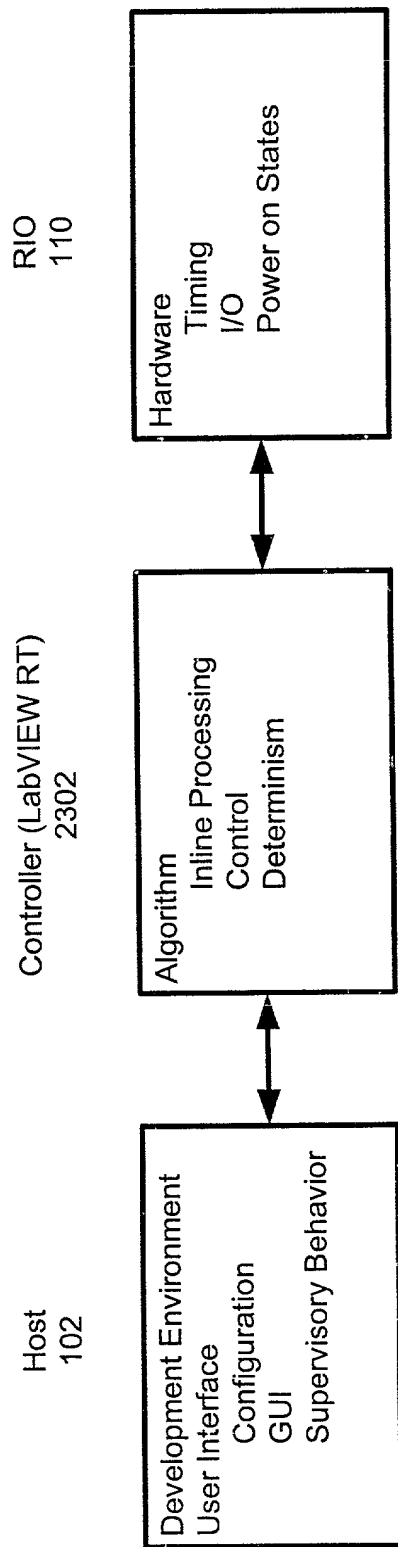 Host
102
Development Environment
User Interface
Configuration
GUI
Supervisory Behavior
Controller (LabVIEW RT)
2302
Algorithm
Inline Processing
Control
Determinism
RIO
110
Hardware
Timing
I/O
Power on States